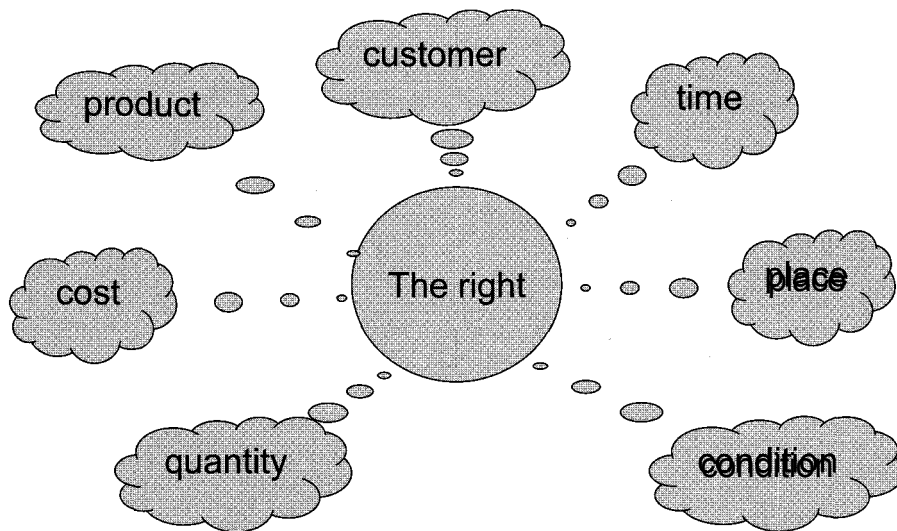 customer
product
time
The right
cost
place
quantity
condition